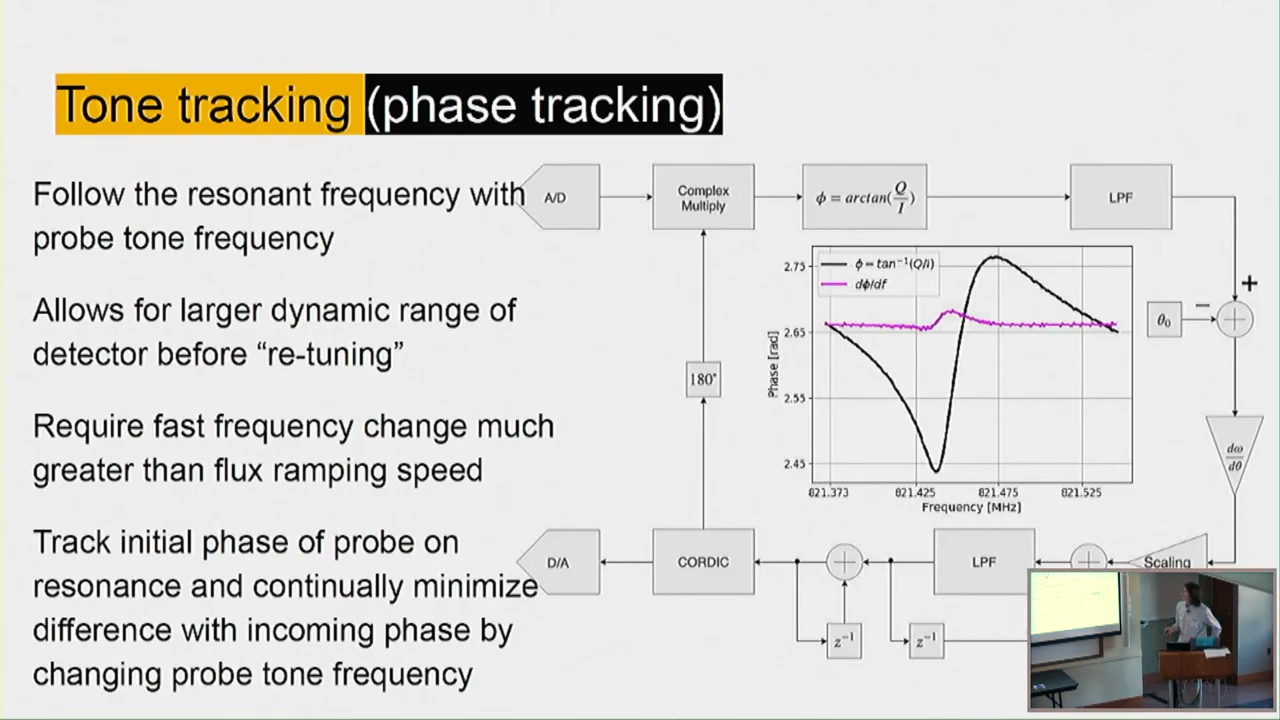 Tone tracking (phase tracking)
Follow the resonant frequency with
probe tone frequency
Allows for larger dynamic range of
detector before “re-tuning”
Require fast frequency change much
greater than flux ramping speed
Track initial phase of probe on
resonance and continually minimize
difference with incoming phase by
changing probe tone frequency
A/D
Complex
Multiply
ϕ = arctan(Q/I)
LPF
+
−
θ₀
+
dω/dθ
180°
2.75
2.65
2.55
2.45
Phase [rad]
ϕ = tan⁻¹(Q/I)
dϕ/df
821.373 821.425 821.475 821.525
Frequency [MHz]
D/A
CORDIC
+
LPF
+
Scaling
z⁻¹
z⁻¹